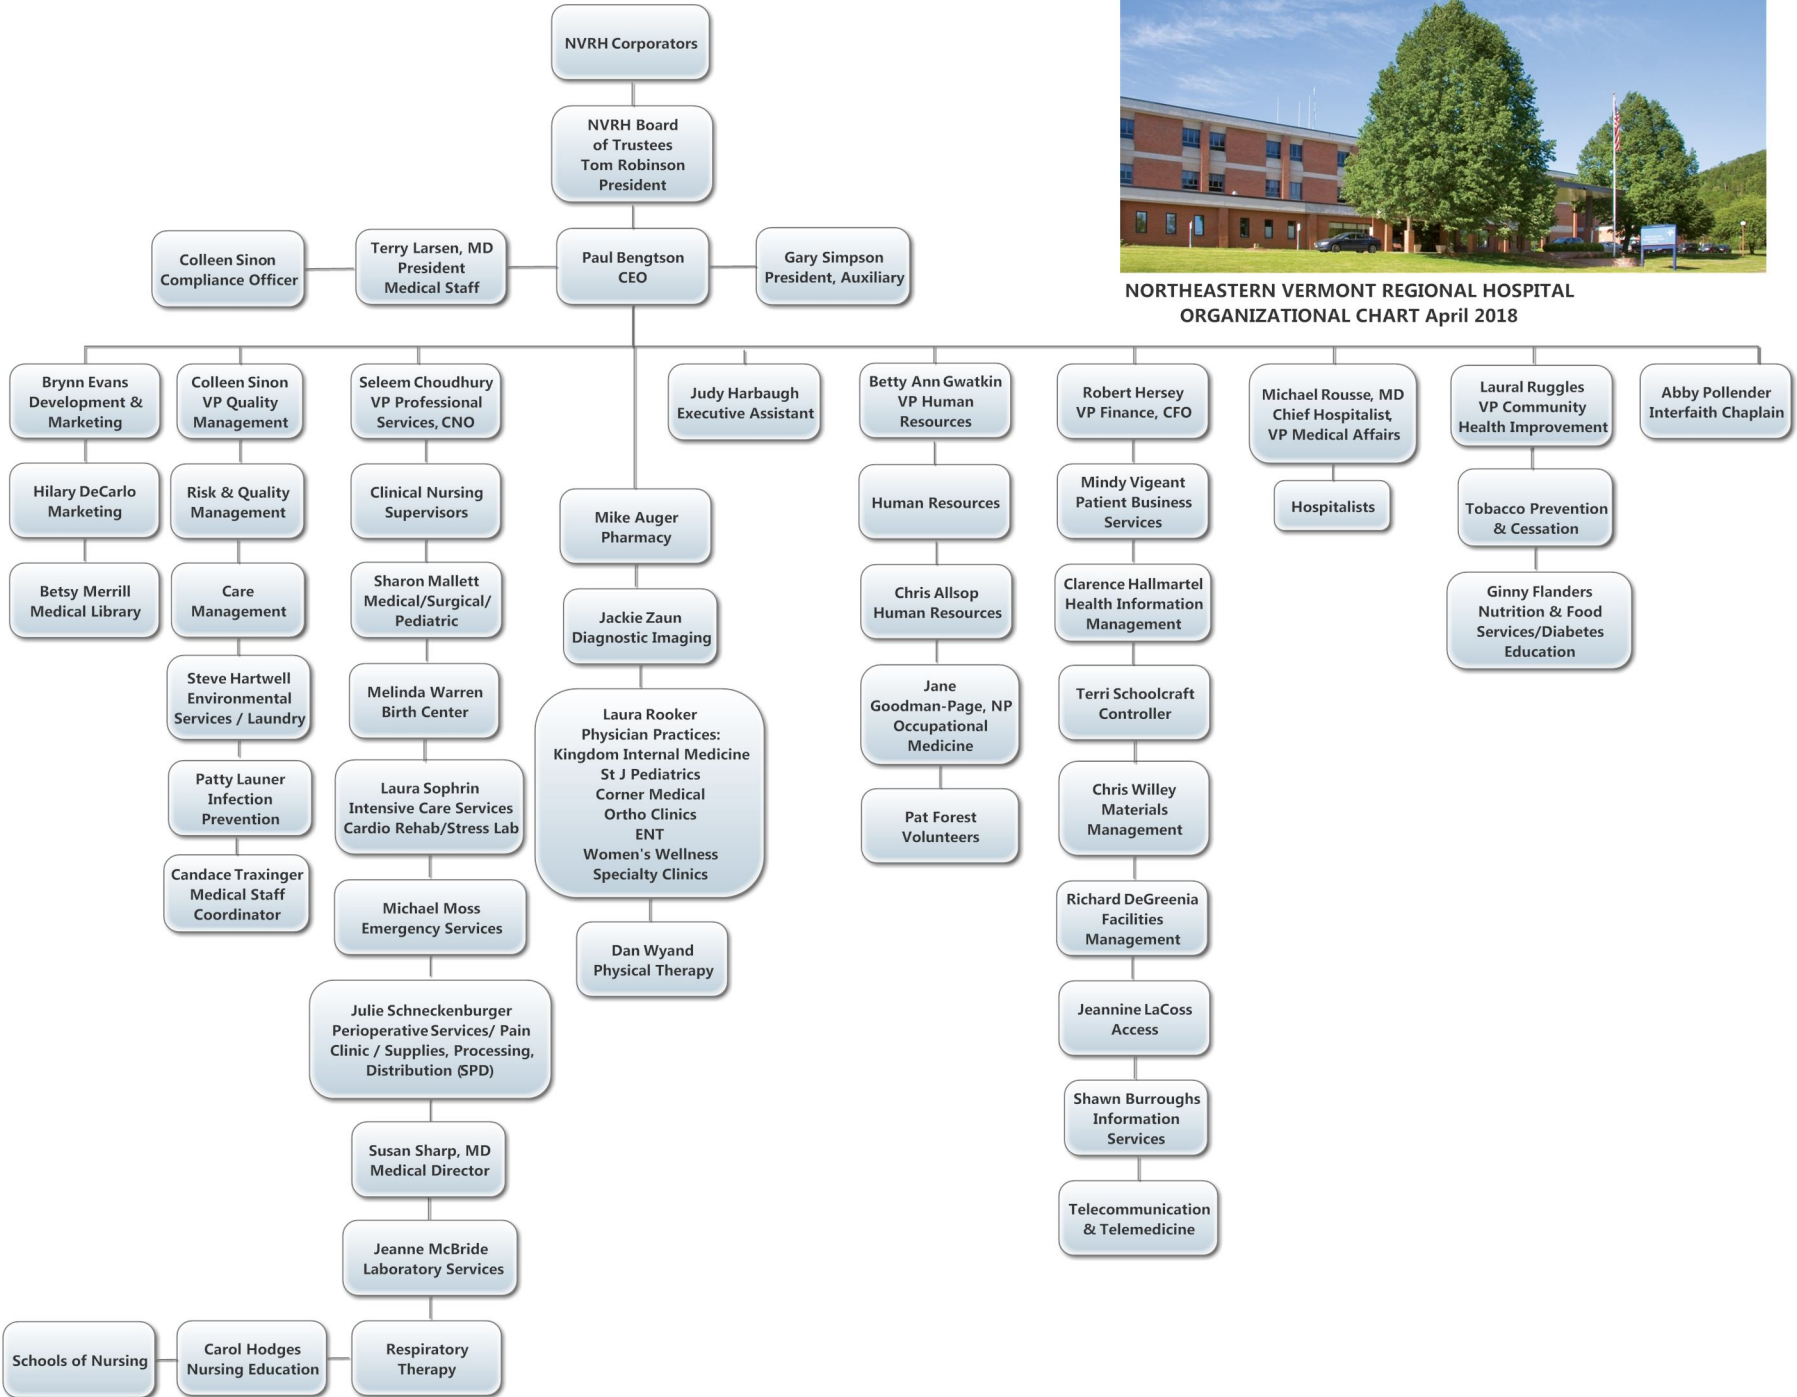 NVRH Corporators
NVRH Board
of Trustees
Tom Robinson
President
Colleen Sinon
Compliance Officer
Terry Larsen, MD
President
Medical Staff
Paul Bengtson
CEO
Gary Simpson
President, Auxiliary
NORTHEASTERN VERMONT REGIONAL HOSPITAL
ORGANIZATIONAL CHART April 2018
Brynn Evans
Development &
Marketing
Hilary DeCarlo
Marketing
Betsy Merrill
Medical Library
Colleen Sinon
VP Quality
Management
Risk & Quality
Management
Care
Management
Steve Hartwell
Environmental
Services / Laundry
Patty Launer
Infection
Prevention
Candace Traxinger
Medical Staff
Coordinator
Seleem Choudhury
VP Professional
Services, CNO
Clinical Nursing
Supervisors
Sharon Mallett
Medical/Surgical/
Pediatric
Melinda Warren
Birth Center
Laura Sophrin
Intensive Care Services
Cardio Rehab/Stress Lab
Michael Moss
Emergency Services
Julie Schneckenburger
Perioperative Services/ Pain
Clinic / Supplies, Processing,
Distribution (SPD)
Susan Sharp, MD
Medical Director
Jeanne McBride
Laboratory Services
Respiratory
Therapy
Carol Hodges
Nursing Education
Schools of Nursing
Mike Auger
Pharmacy
Jackie Zaun
Diagnostic Imaging
Laura Rooker
Physician Practices:
Kingdom Internal Medicine
St J Pediatrics
Corner Medical
Ortho Clinics
ENT
Women's Wellness
Specialty Clinics
Dan Wyand
Physical Therapy
Judy Harbaugh
Executive Assistant
Betty Ann Gwatkin
VP Human
Resources
Human Resources
Chris Allsop
Human Resources
Jane
Goodman-Page, NP
Occupational
Medicine
Pat Forest
Volunteers
Robert Hersey
VP Finance, CFO
Mindy Vigeant
Patient Business
Services
Clarence Hallmartel
Health Information
Management
Terri Schoolcraft
Controller
Chris Willey
Materials
Management
Richard DeGreenia
Facilities
Management
Jeannine LaCoss
Access
Shawn Burroughs
Information
Services
Telecommunication
& Telemedicine
Michael Rousse, MD
Chief Hospitalist,
VP Medical Affairs
Hospitalists
Laural Ruggles
VP Community
Health Improvement
Tobacco Prevention
& Cessation
Ginny Flanders
Nutrition & Food
Services/Diabetes
Education
Abby Pollender
Interfaith Chaplain